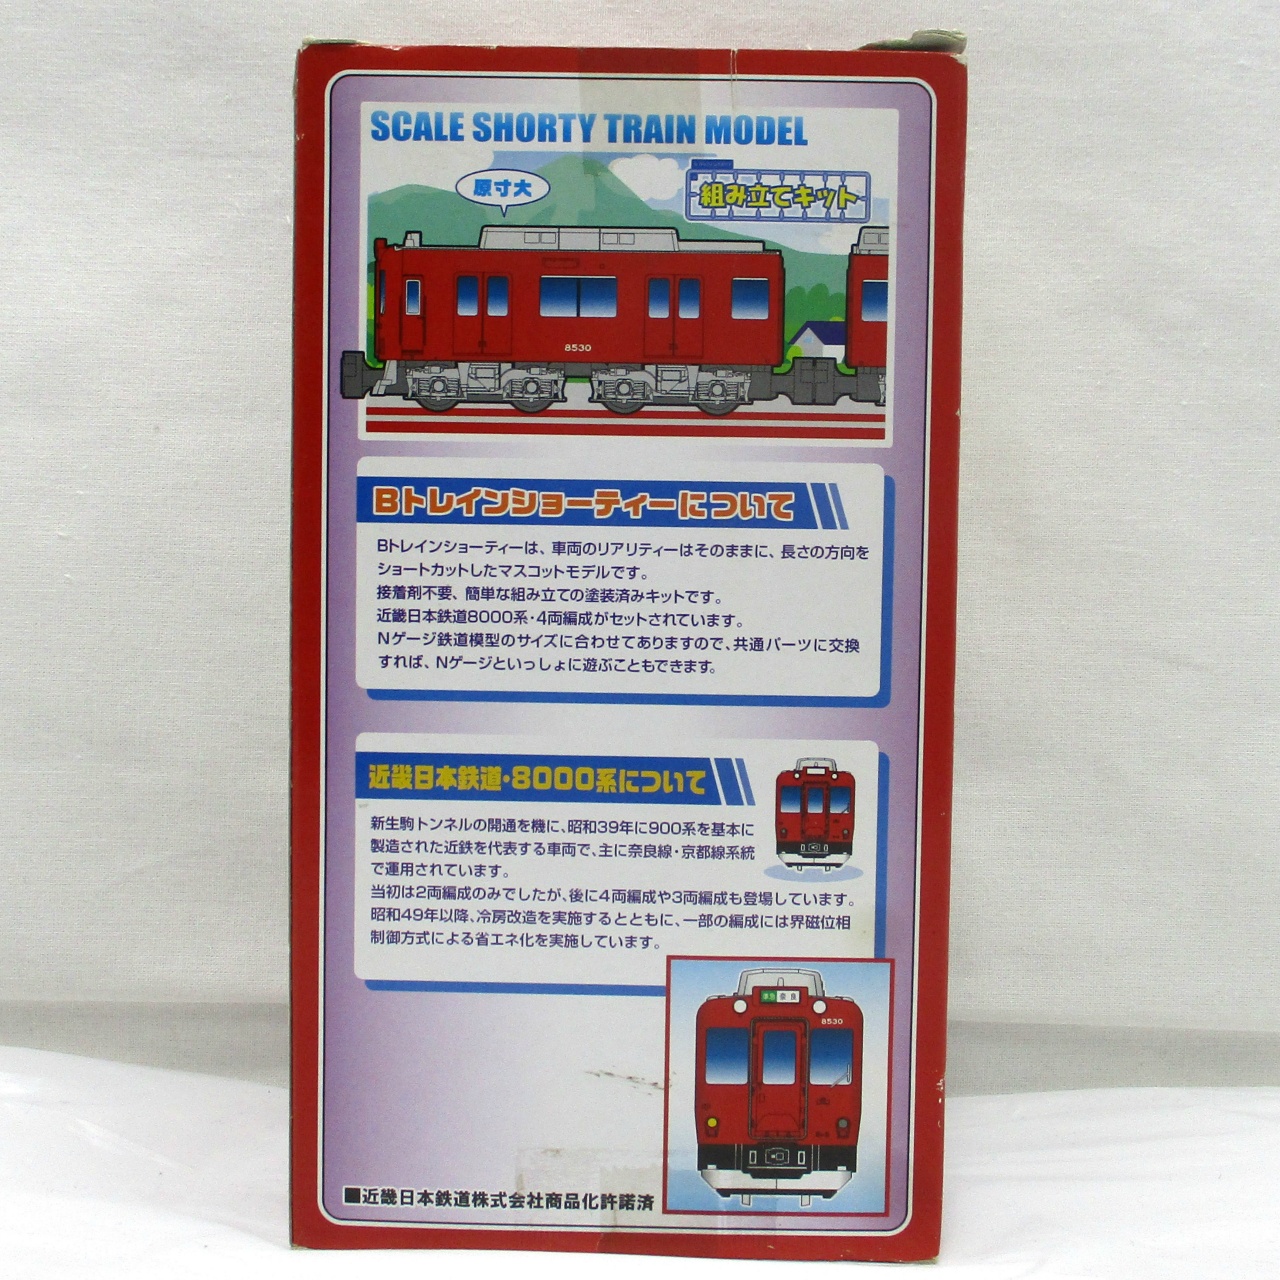 SCALE SHORTY TRAIN MODEL
原寸大
組み立てキット
8530
Bトレインショーティーについて
Bトレインショーティーは、車両のリアリティーはそのままに、長さの方向を
ショートカットしたマスコットモデルです。
接着剤不要、簡単な組み立ての塗装済みキットです。
近畿日本鉄道8000系・4両編成がセットされています。
Nゲージ鉄道模型のサイズに合わせてありますので、共通パーツに交換
すれば、Nゲージといっしょに遊ぶこともできます。
近畿日本鉄道・8000系について
新生駒トンネルの開通を機に、昭和39年に900系を基本に
製造された近鉄を代表する車両で、主に奈良線・京都線系統
で運用されています。
当初は2両編成のみでしたが、後に4両編成や3両編成も登場しています。
昭和49年以降、冷房改造を実施するとともに、一部の編成には界磁位相
制御方式による省エネ化を実施しています。
準急 奈良
8530
■近畿日本鉄道株式会社商品化許諾済